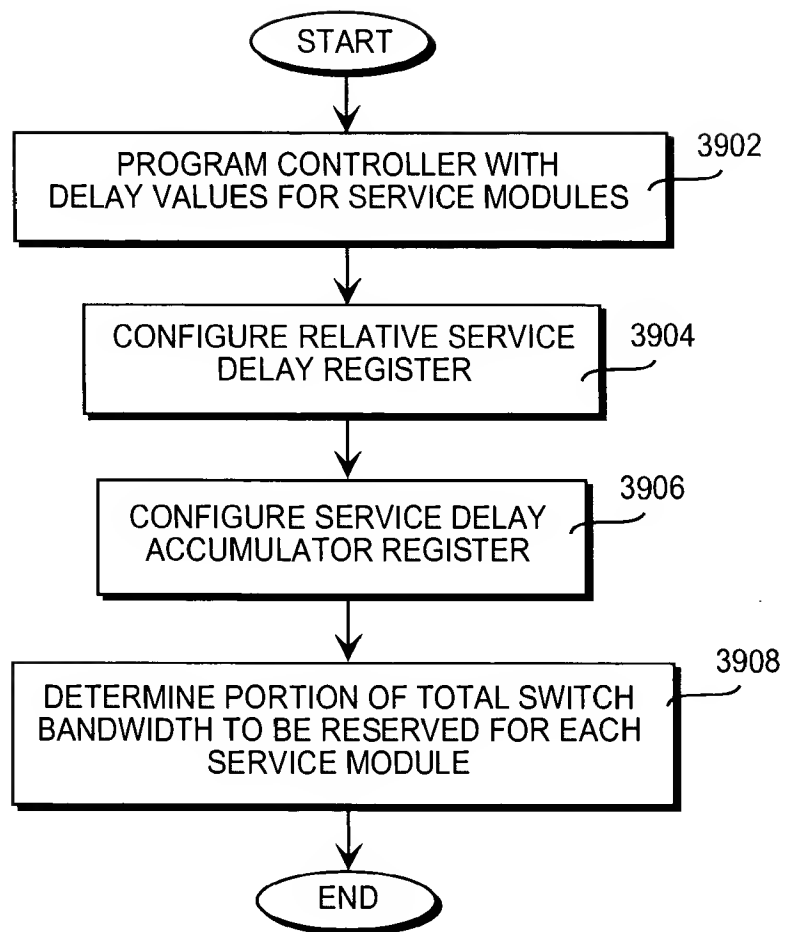 START
PROGRAM CONTROLLER WITH
DELAY VALUES FOR SERVICE MODULES
3902
CONFIGURE RELATIVE SERVICE
DELAY REGISTER
3904
CONFIGURE SERVICE DELAY
ACCUMULATOR REGISTER
3906
DETERMINE PORTION OF TOTAL SWITCH
BANDWIDTH TO BE RESERVED FOR EACH
SERVICE MODULE
3908
END